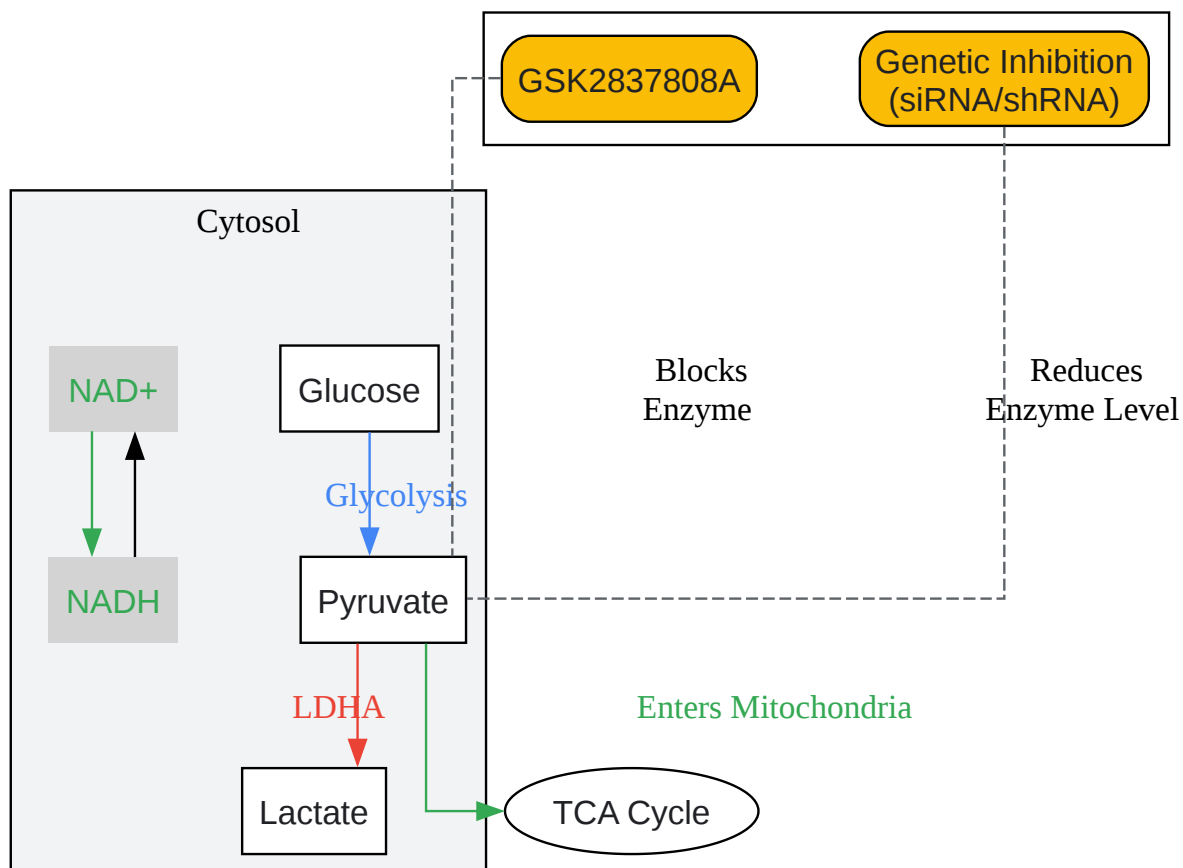 GSK2837808A
Genetic Inhibition
(siRNA/shRNA)
Cytosol
NAD+
Glucose
Blocks
Enzyme
Reduces
Enzyme Level
Glycolysis
NADH
Pyruvate
LDHA
Enters Mitochondria
Lactate
TCA Cycle